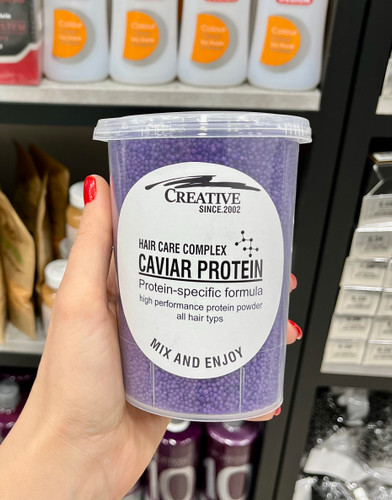 CREATIVE
SINCE.2002
HAIR CARE COMPLEX
CAVIAR PROTEIN
Protein-specific formula
high performance protein powder
all hair typs
MIX AND ENJOY